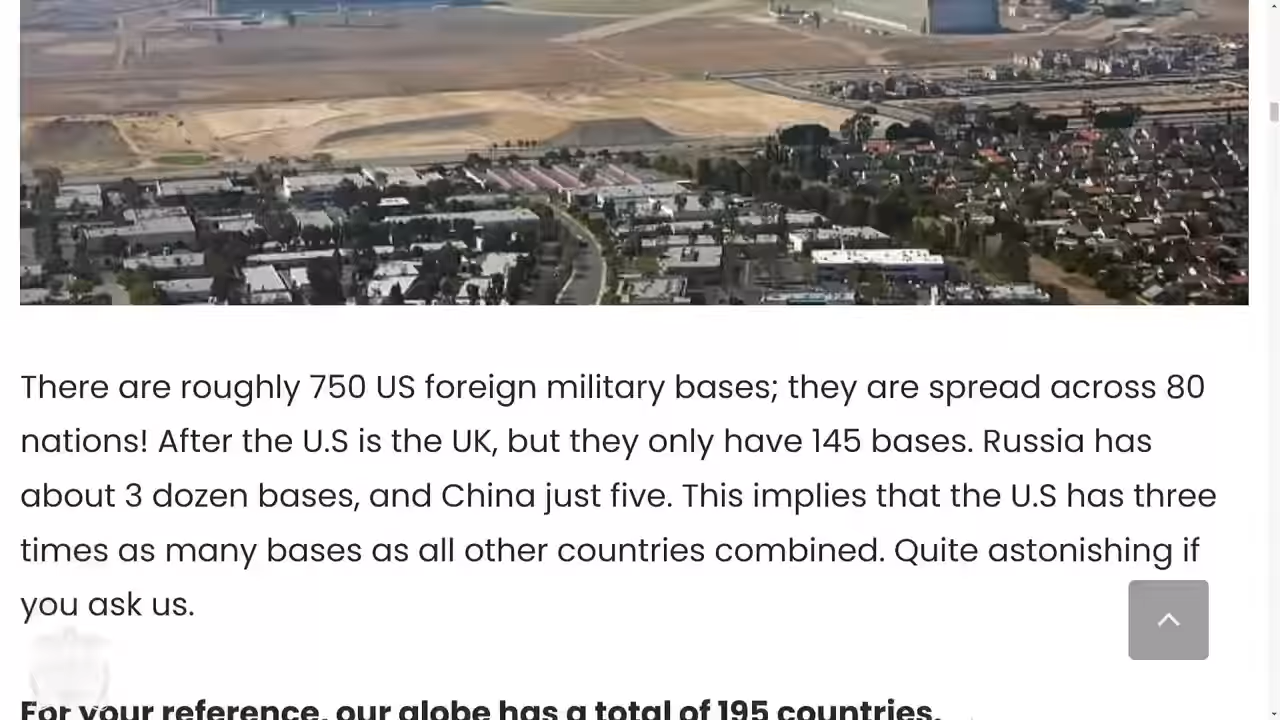 There are roughly 750 US foreign military bases; they are spread across 80
nations! After the U.S is the UK, but they only have 145 bases. Russia has
about 3 dozen bases, and China just five. This implies that the U.S has three
times as many bases as all other countries combined. Quite astonishing if
you ask us.
For your reference, our globe has a total of 195 countries.